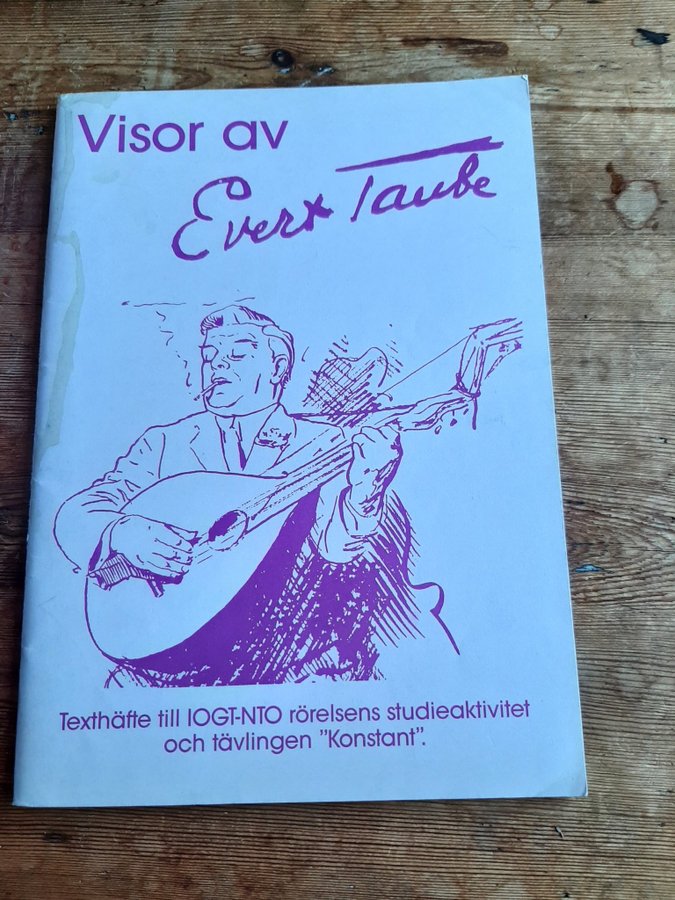 Visor av
Evert Taube
Texthäfte till IOGT-NTO rörelsens studieaktivitet
och tävlingen "Konstant".